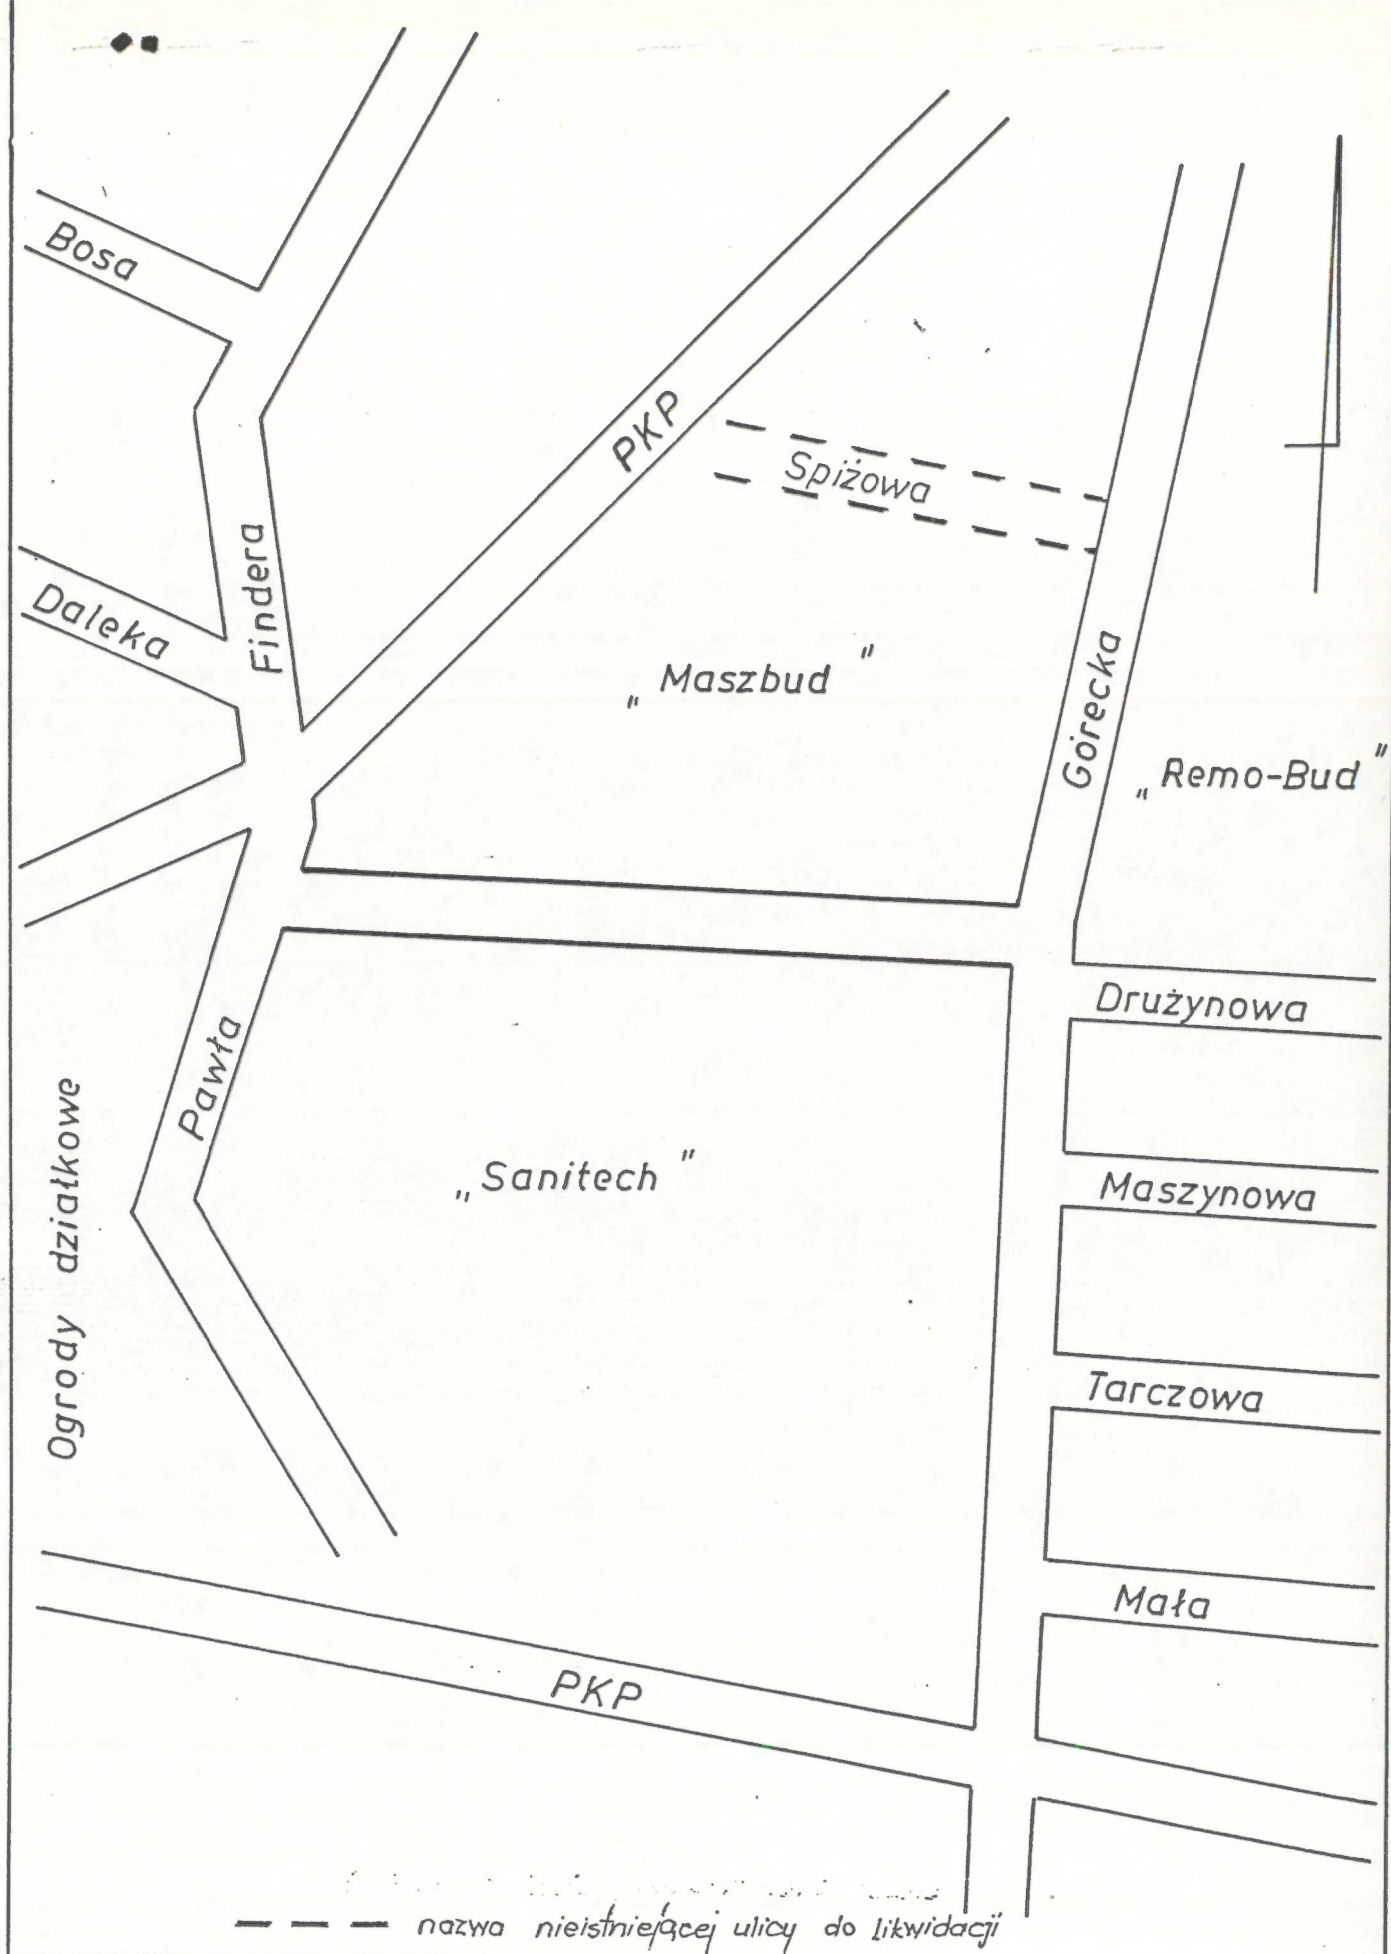 Bosa
PKP
Spiżowa
Findera
Daleka
„Maszbud"
Górecka
„Remo-Bud"
Drużynowa
Pawła
Ogrody działkowe
„Sanitech"
Maszynowa
Tarczowa
Mała
PKP
nazwa nieistniejącej ulicy do likwidacji